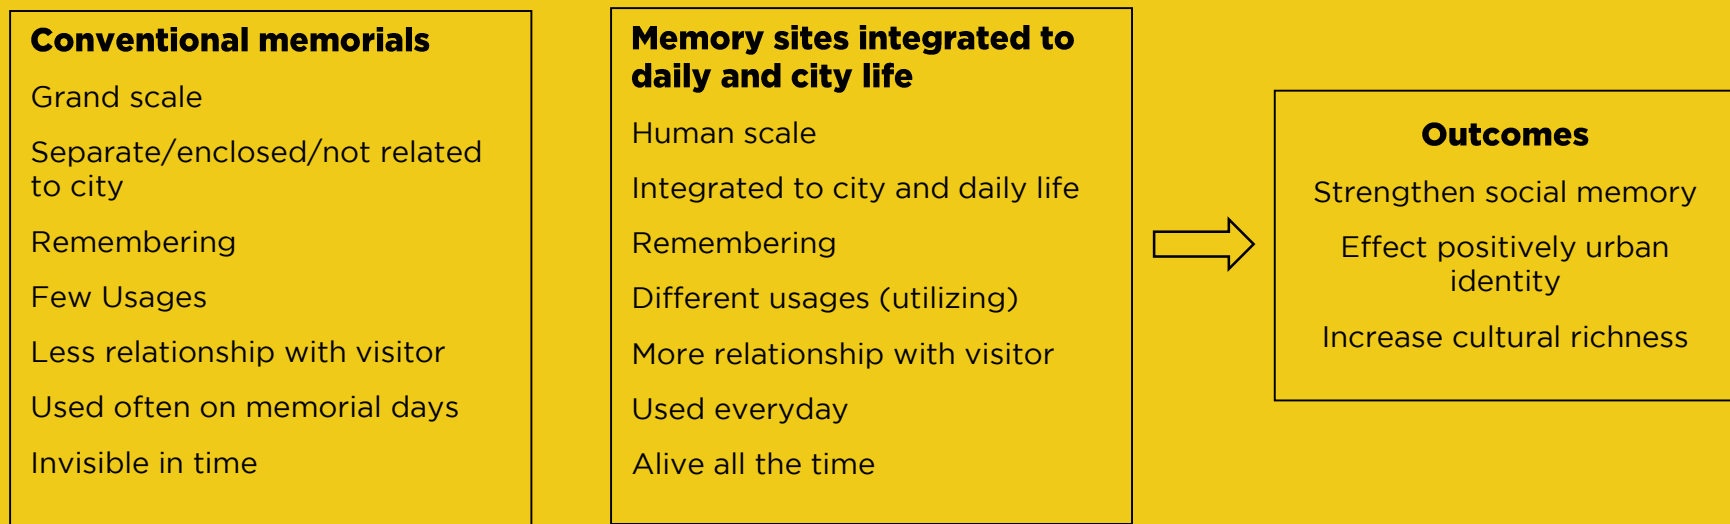 Conventional memorials
Grand scale
Separate/enclosed/not related
to city
Remembering
Few Usages
Less relationship with visitor
Used often on memorial days
Invisible in time
Memory sites integrated to
daily and city life
Human scale
Integrated to city and daily life
Remembering
Different usages (utilizing)
More relationship with visitor
Used everyday
Alive all the time
Outcomes
Strengthen social memory
Effect positively urban
identity
Increase cultural richness